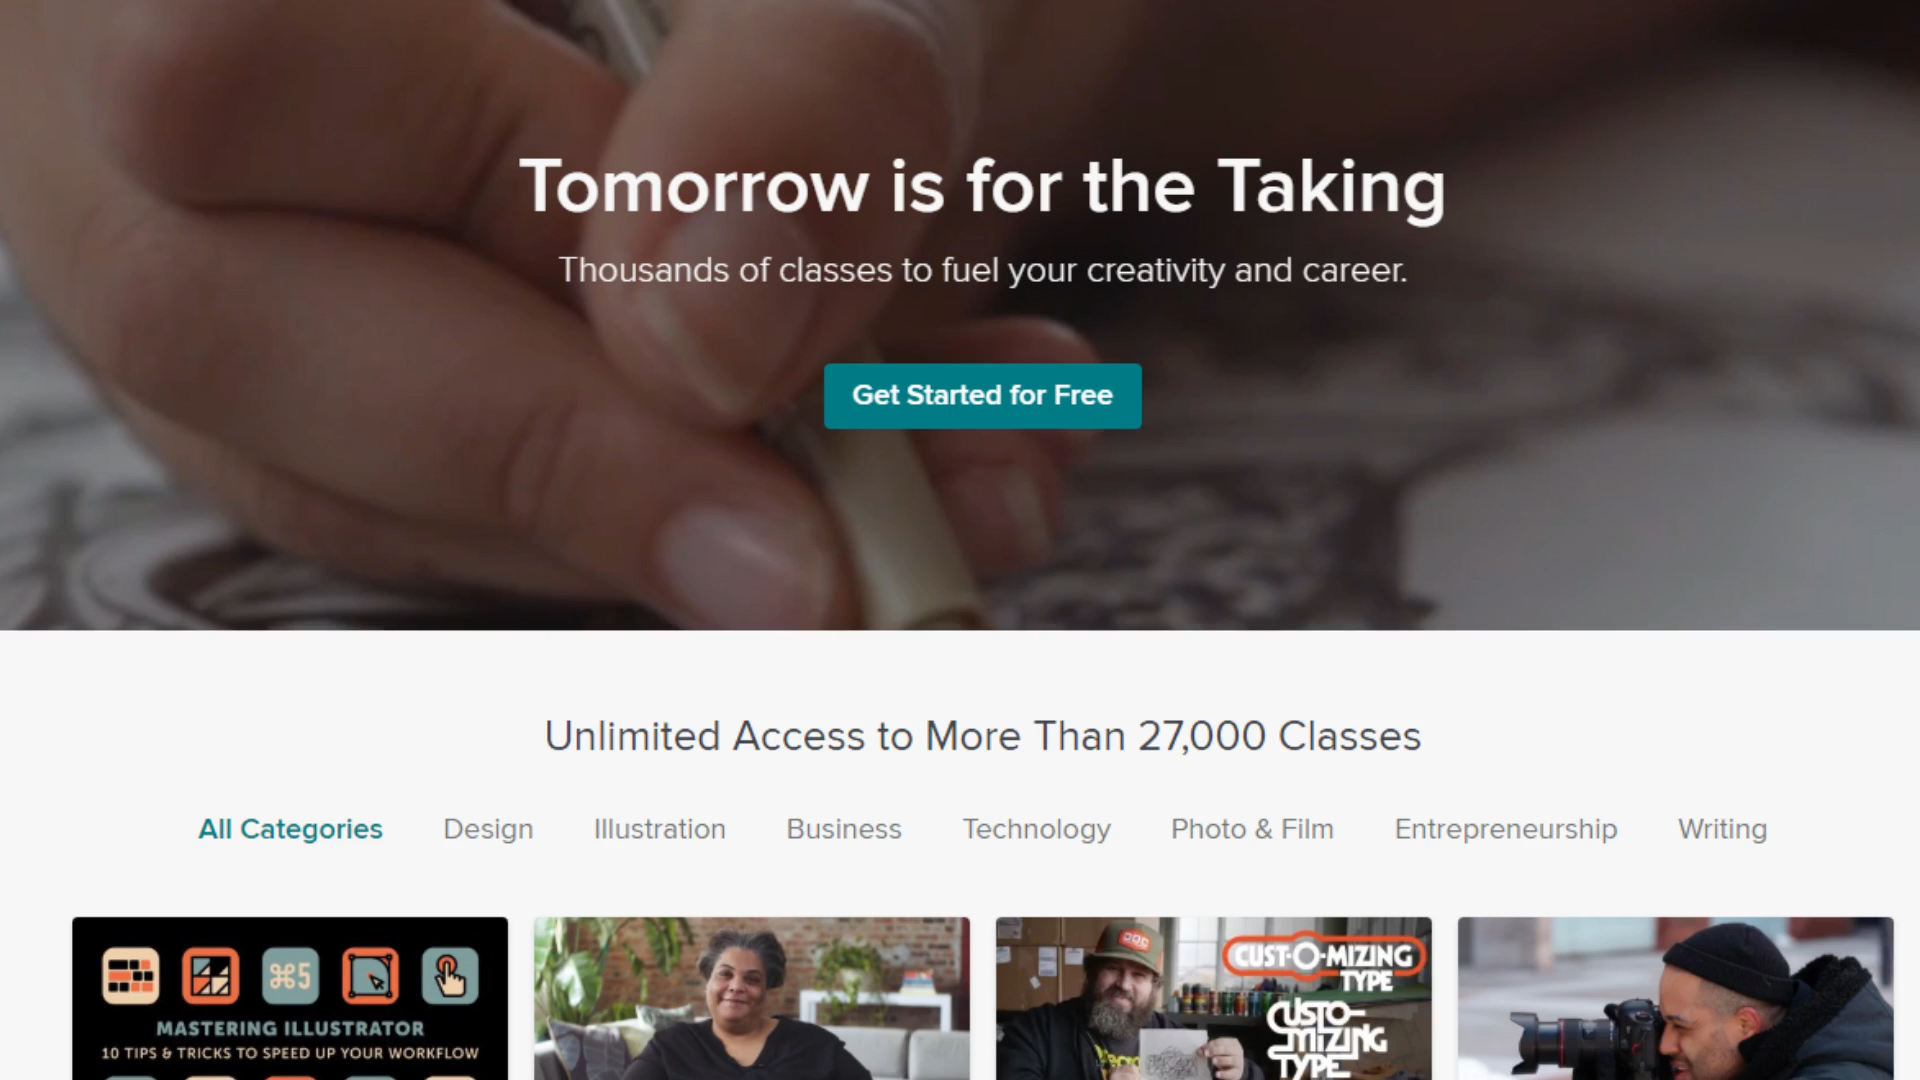 Tomorrow is for the Taking
Thousands of classes to fuel your creativity and career.
Get Started for Free
Unlimited Access to More Than 27,000 Classes
All Categories Design Illustration Business Technology Photo & Film Entrepreneurship Writing
⌘5
MASTERING ILLUSTRATOR
10 TIPS & TRICKS TO SPEED UP YOUR WORKFLOW
CUST-O-MIZING
TYPE
CUSTO-
MIZING
TYPE